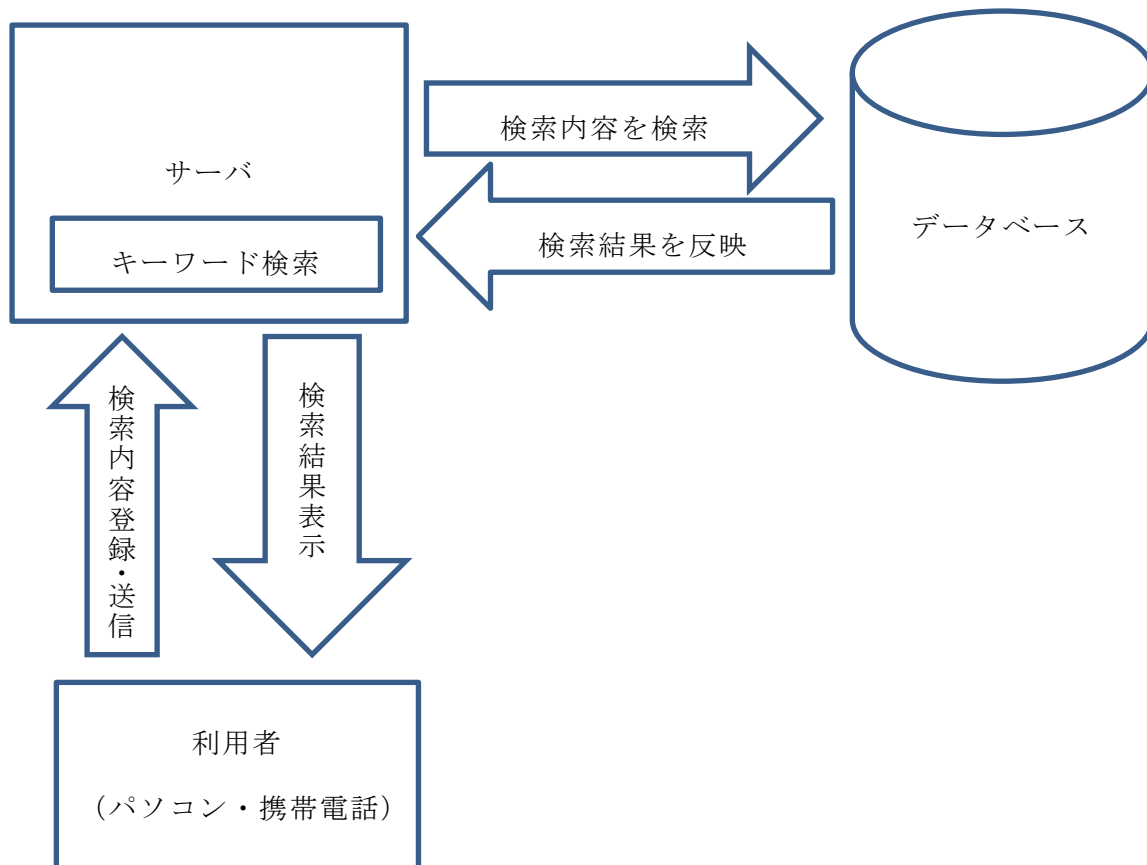 検索内容を検索
サーバ
データベース
検索結果を反映
キーワード検索
検索内容登録・送信
検索結果表示
利用者
（パソコン・携帯電話）